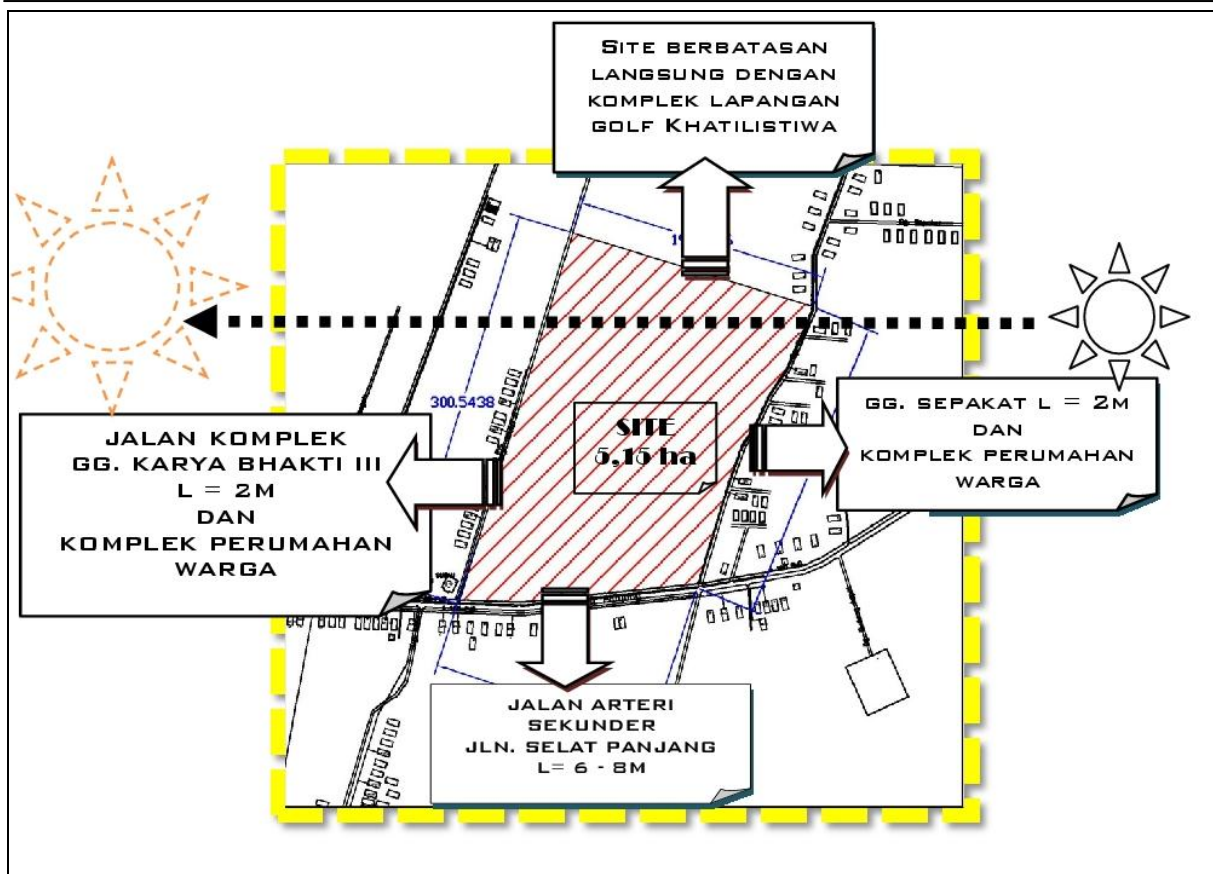 SITE BERBATASAN
LANGSUNG DENGAN
KOMPLEK LAPANGAN
GOLF KHATILISTIWA
300.5438
SITE
5,15 ha
JALAN KOMPLEK
GG. KARYA BHAKTI III
L = 2M
DAN
KOMPLEK PERUMAHAN
WARGA
GG. SEPAKAT L = 2M
DAN
KOMPLEK PERUMAHAN
WARGA
JALAN ARTERI
SEKUNDER
JLN. SELAT PANJANG
L= 6 - 8M